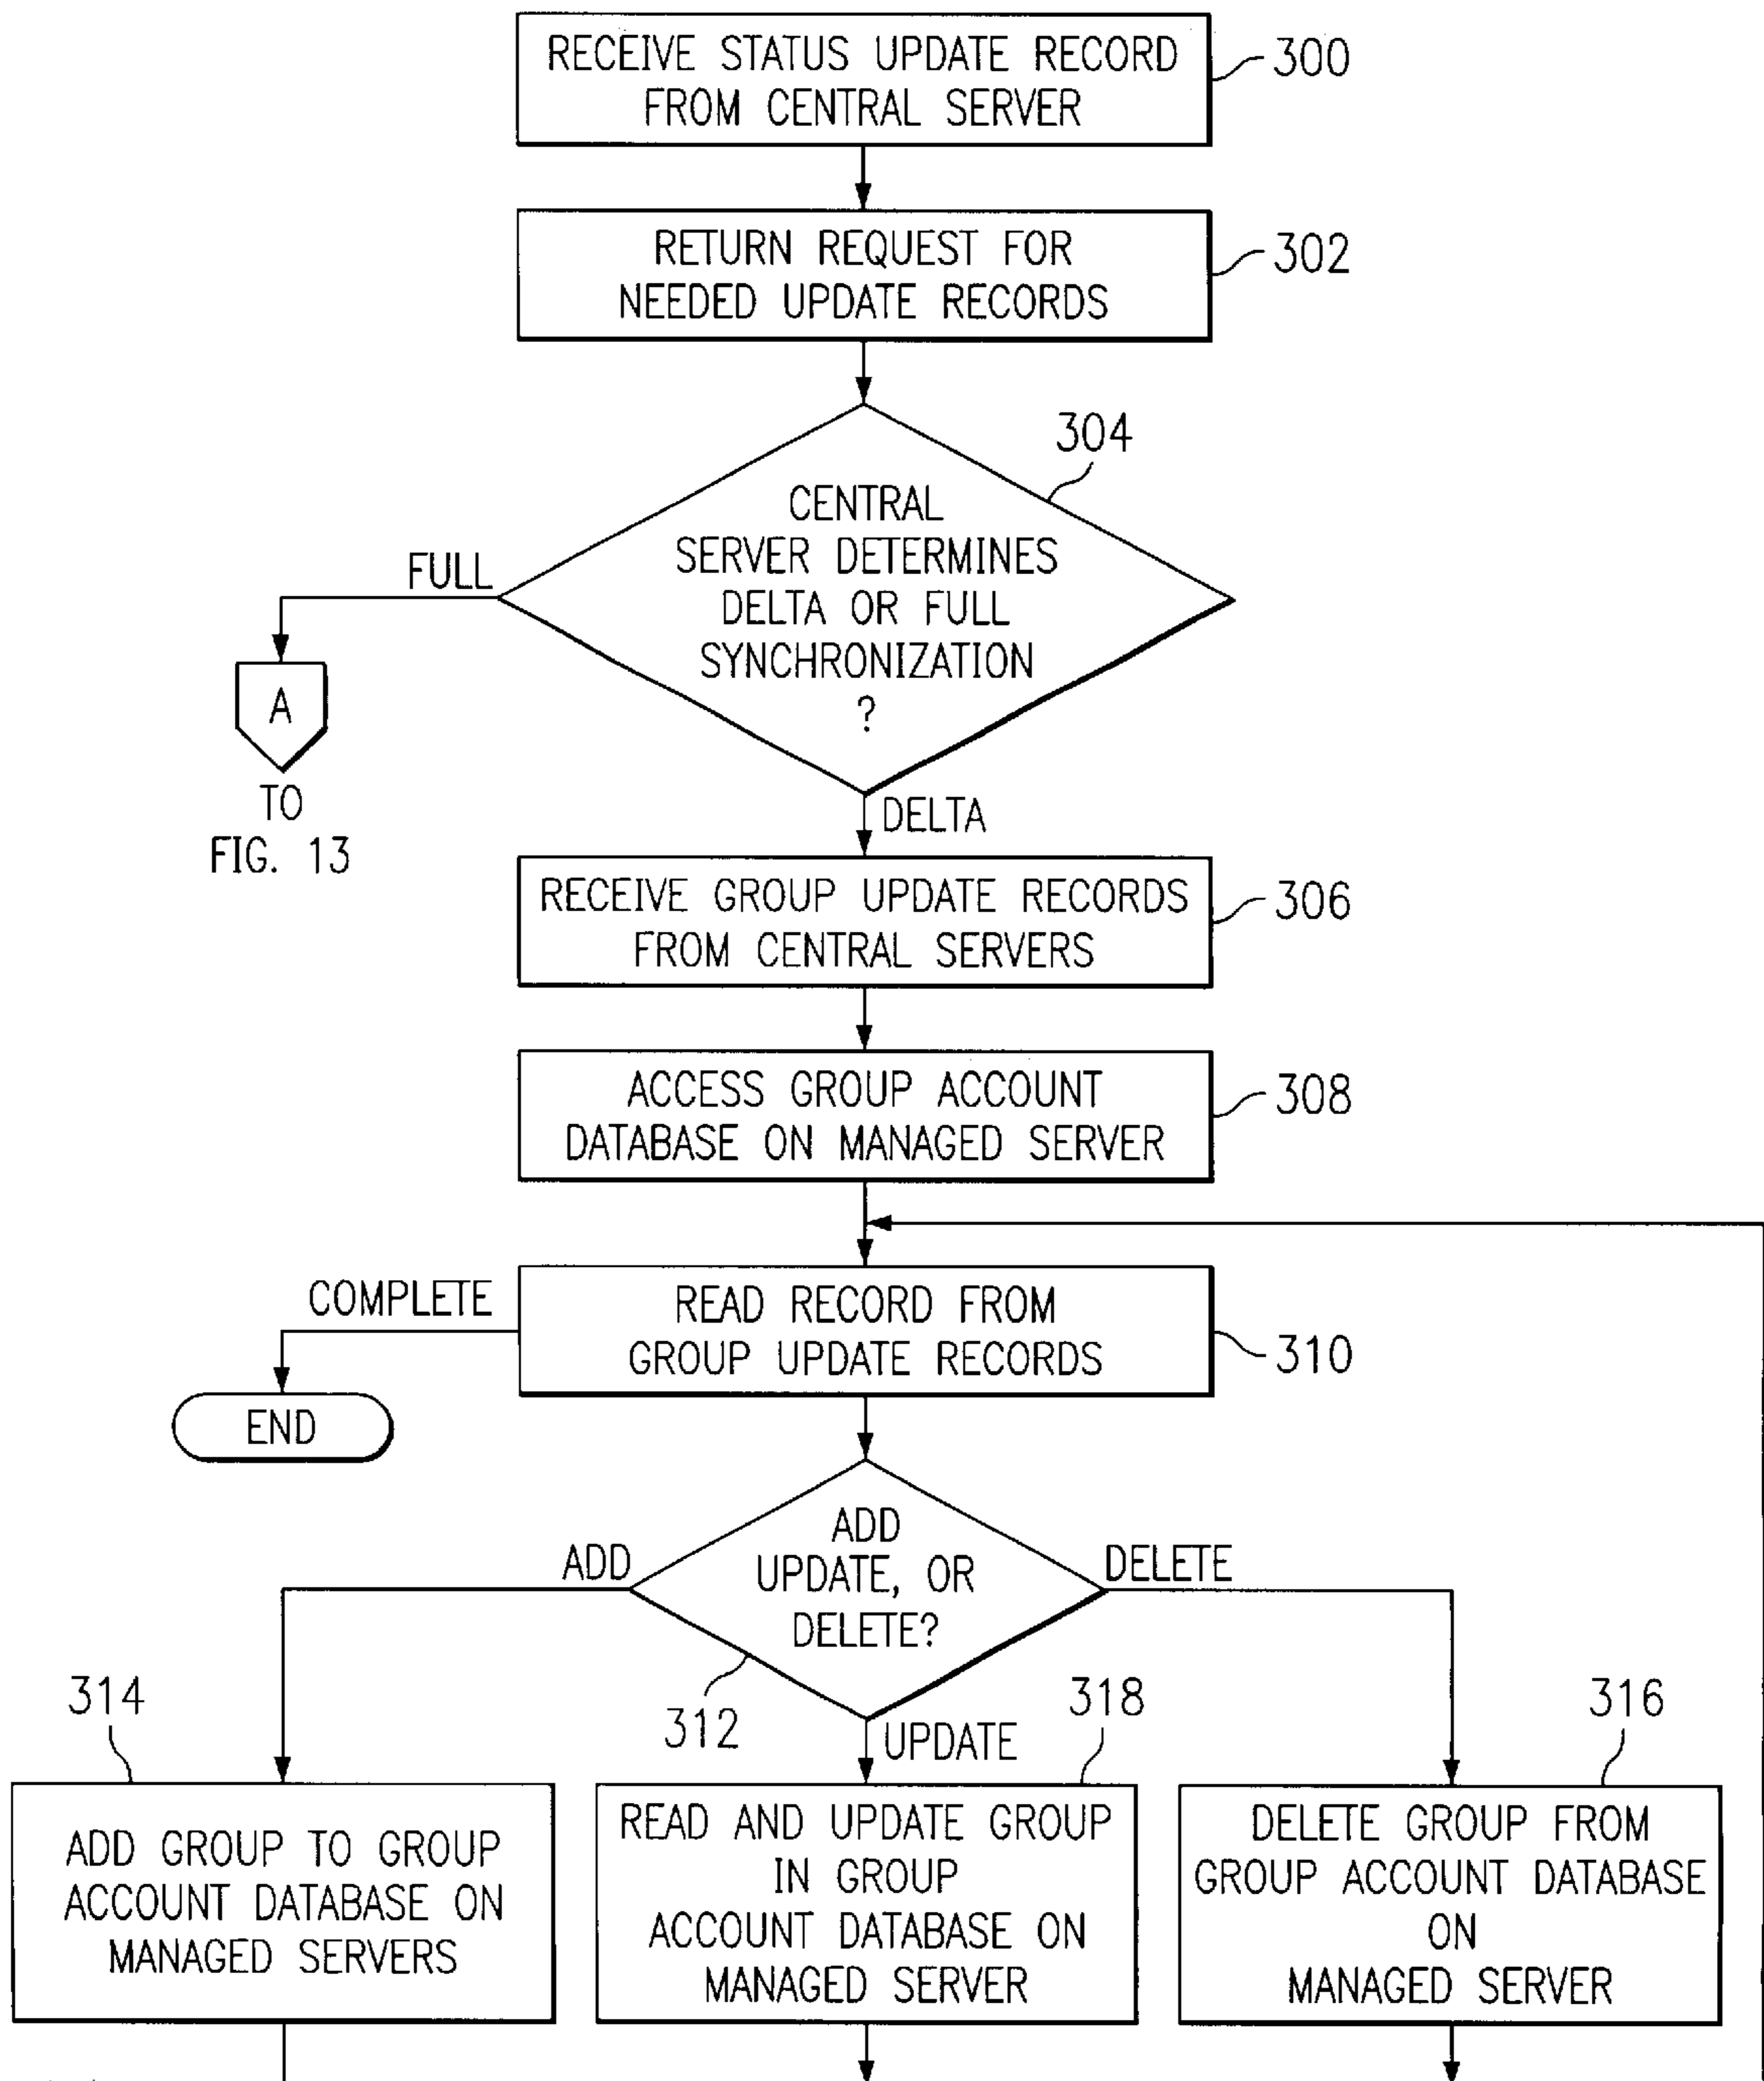 RECEIVE STATUS UPDATE RECORD
FROM CENTRAL SERVER
300
RETURN REQUEST FOR
NEEDED UPDATE RECORDS
302
304
CENTRAL
SERVER DETERMINES
DELTA OR FULL
SYNCHRONIZATION
?
FULL
A
TO
FIG. 13
DELTA
RECEIVE GROUP UPDATE RECORDS
FROM CENTRAL SERVERS
306
ACCESS GROUP ACCOUNT
DATABASE ON MANAGED SERVER
308
COMPLETE
READ RECORD FROM
GROUP UPDATE RECORDS
310
END
ADD
ADD
UPDATE, OR
DELETE?
DELETE
312
UPDATE
314
318
316
ADD GROUP TO GROUP
ACCOUNT DATABASE ON
MANAGED SERVERS
READ AND UPDATE GROUP
IN GROUP
ACCOUNT DATABASE ON
MANAGED SERVER
DELETE GROUP FROM
GROUP ACCOUNT DATABASE
ON
MANAGED SERVER